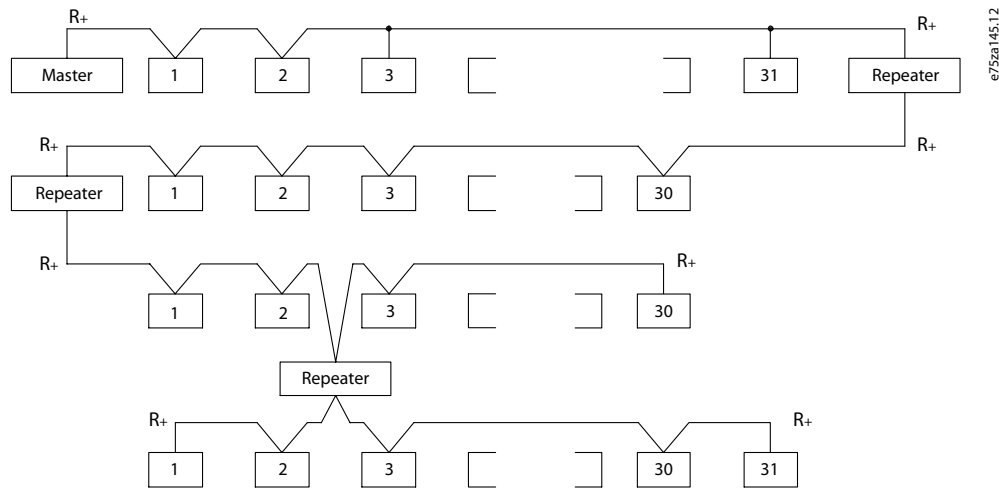 R+ R+
Master 1 2 3 31 Repeater
e75za145.12
R+ R+
Repeater 1 2 3 30
R+ R+
1 2 3 30
Repeater
R+ R+
1 2 3 30 31